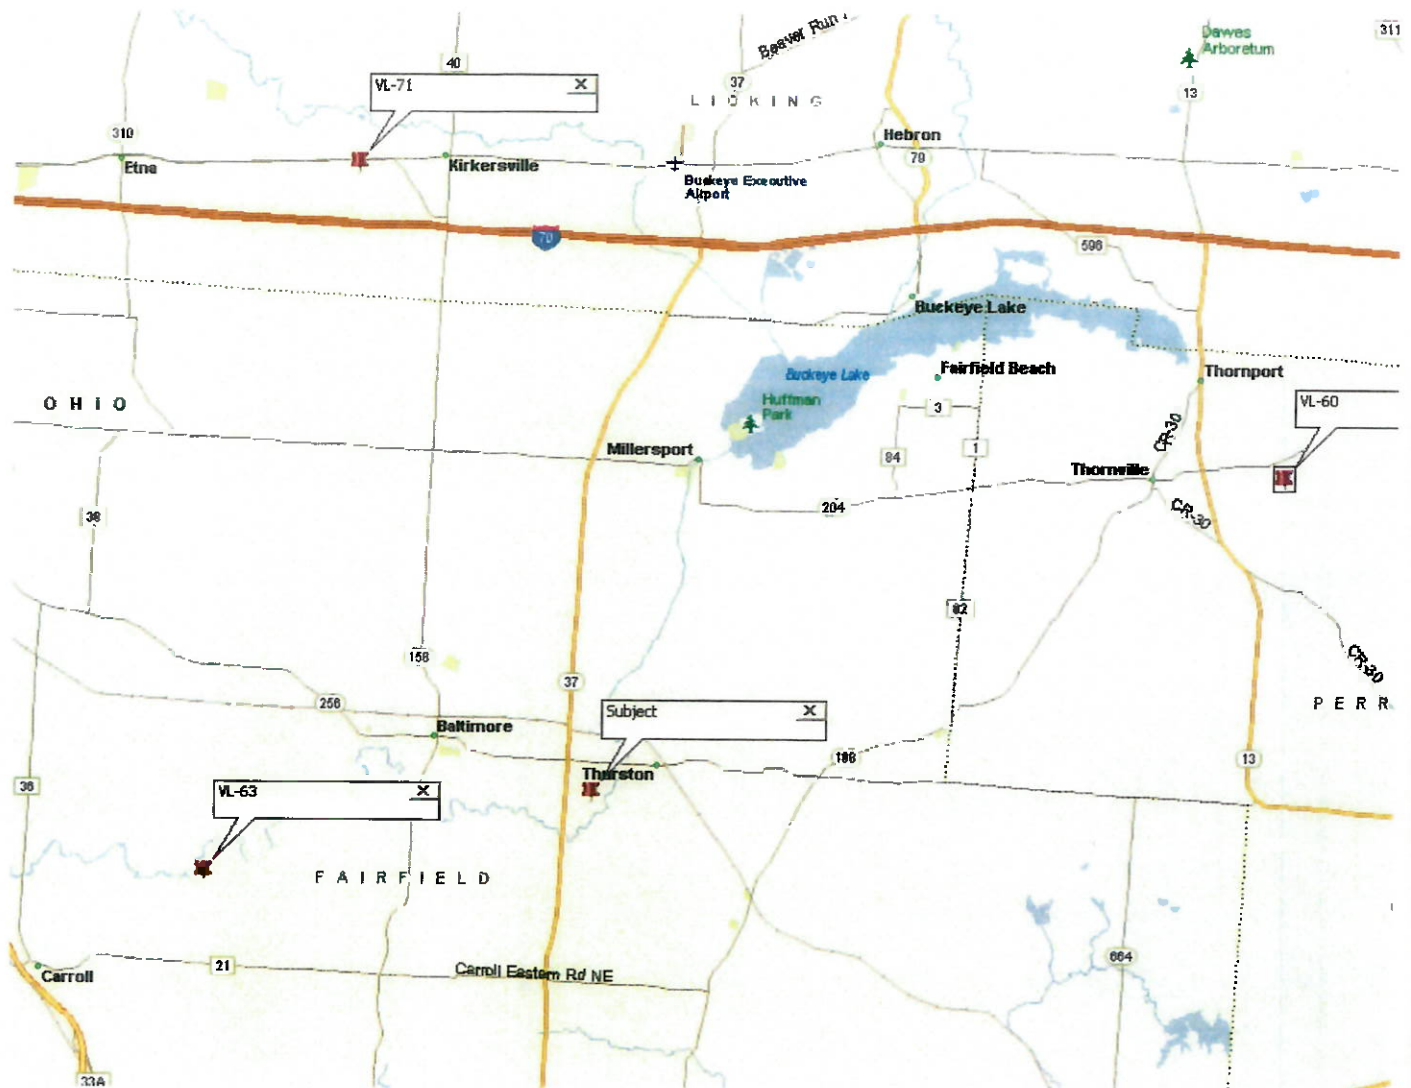 Beaver Run
Dawes
Arboretum
311
40
VL-71
X
37
LICKING
13
310
Hebron
79
Etna
Kirkersville
Buckeye Executive
Airport
70
596
Buckeye Lake
Buckeye Lake
Fairfield Beach
Thornport
OHIO
Huffman
Park
3
VL-60
CR-30
Millersport
84
1
Thornville
204
CR-30
38
82
158
CR-30
37
256
Subject
X
PERR
Baltimore
Thurston
13
36
VL-63
X
FAIRFIELD
664
21
Carroll Eastern Rd NE
Carroll
33A